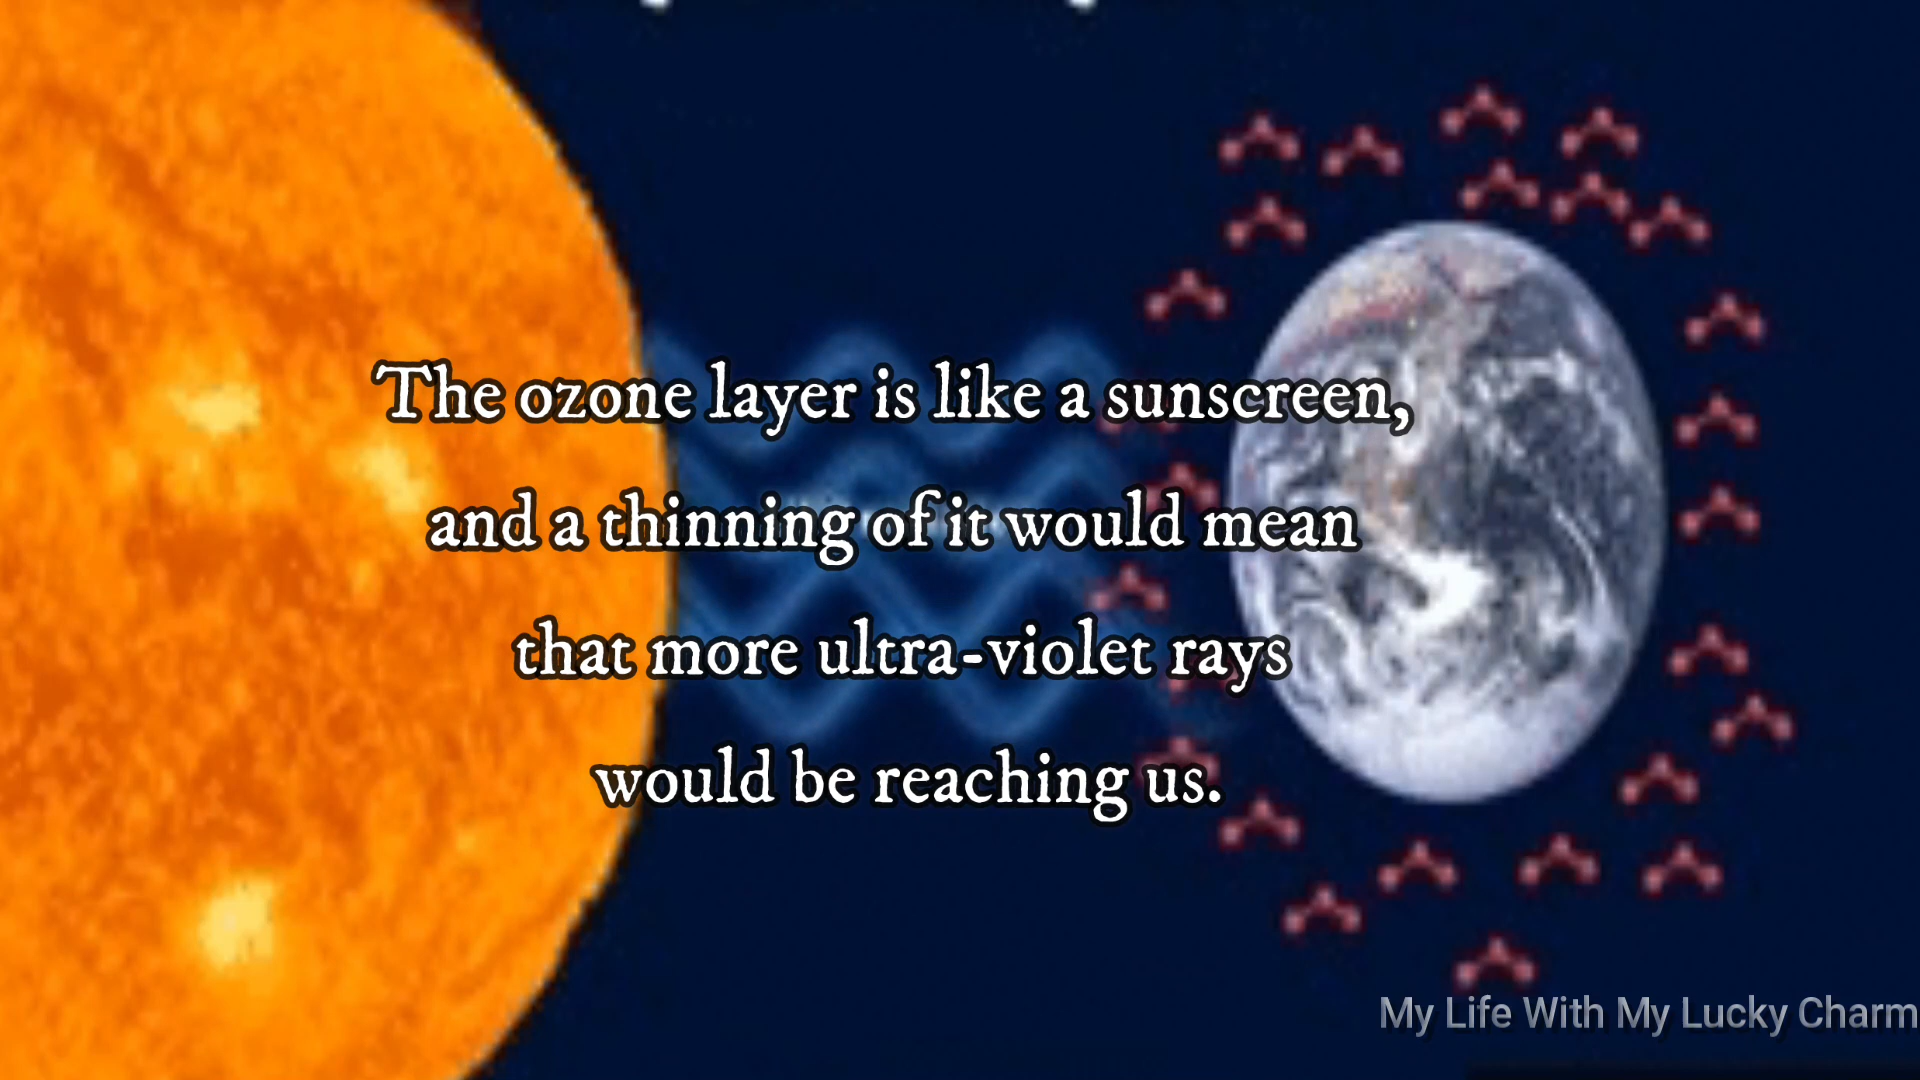 The ozone layer is like a sunscreen,
and a thinning of it would mean
that more ultra-violet rays
would be reaching us.
My Life With My Lucky Charm